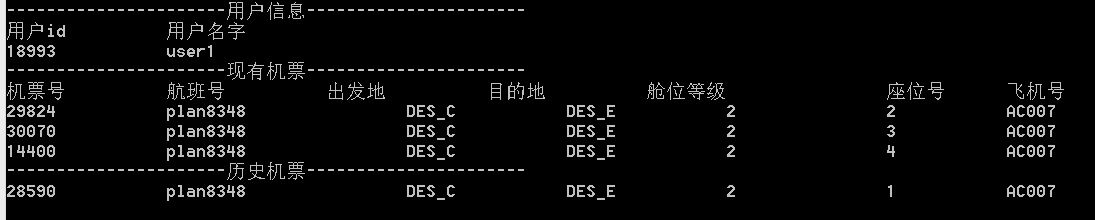 ----------------------用户信息----------------------
用户id 用户名字
18993 user1
----------------------现有机票----------------------
机票号 航班号 出发地 目的地 舱位等级 座位号 飞机号
29824 plan8348 DES_C DES_E 2 2 AC007
30070 plan8348 DES_C DES_E 2 3 AC007
14400 plan8348 DES_C DES_E 2 4 AC007
----------------------历史机票----------------------
28590 plan8348 DES_C DES_E 2 1 AC007